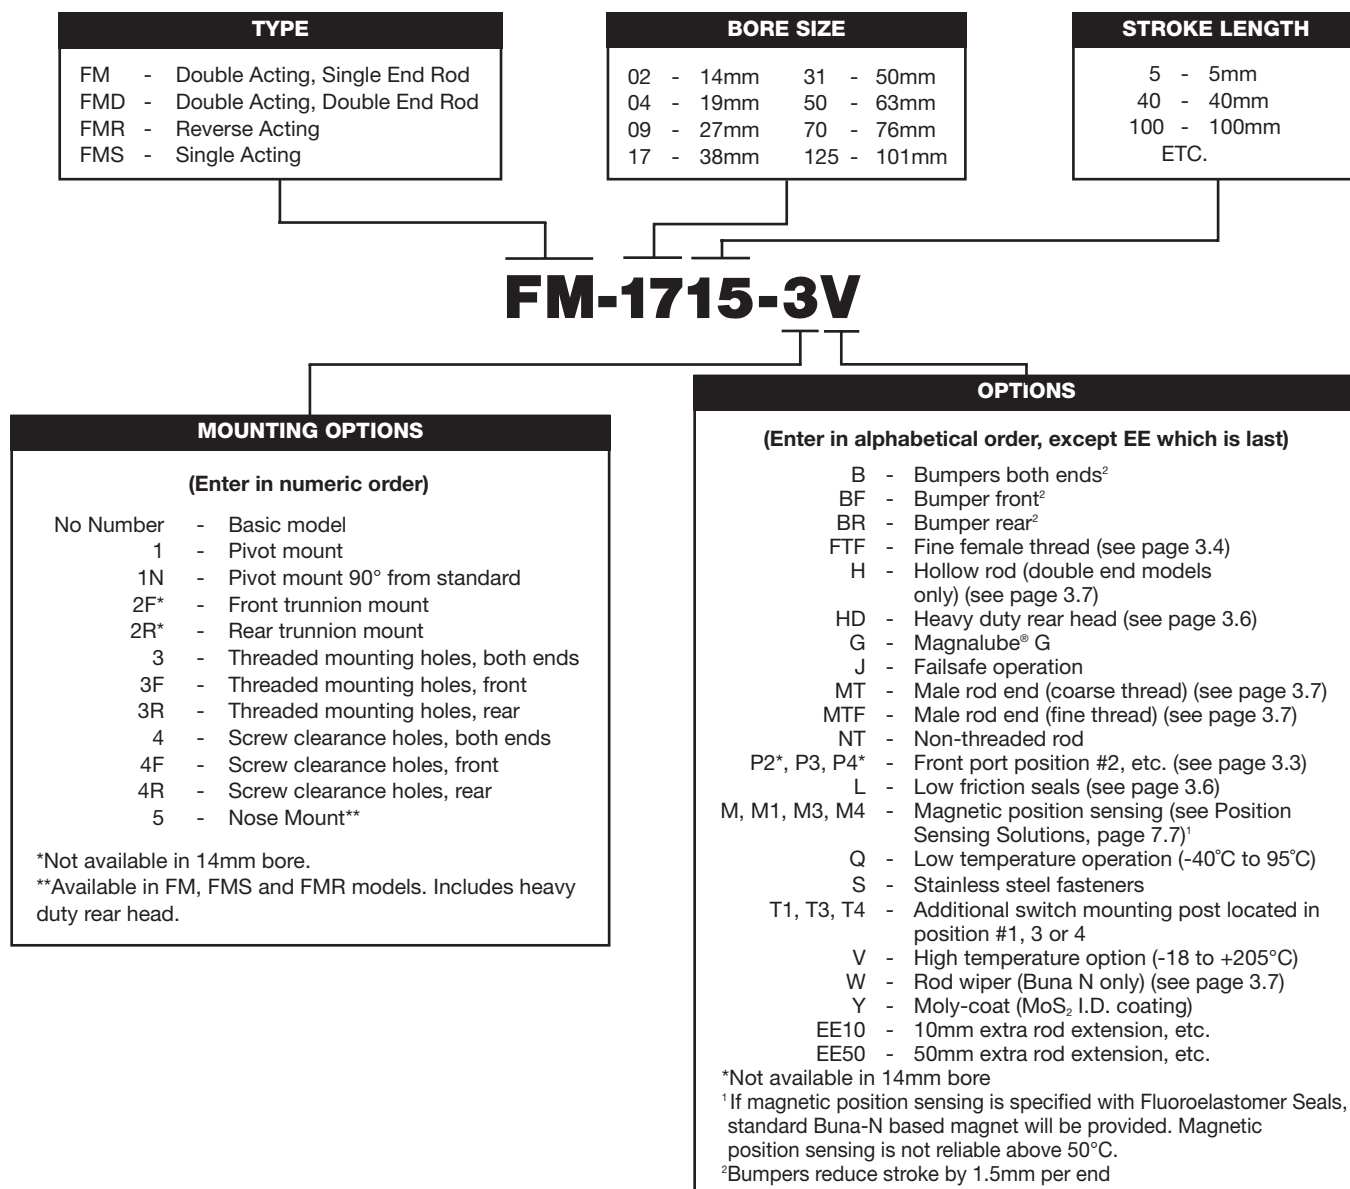 TYPE
FM - Double Acting, Single End Rod
FMD - Double Acting, Double End Rod
FMR - Reverse Acting
FMS - Single Acting
BORE SIZE
02 - 14mm 31 - 50mm
04 - 19mm 50 - 63mm
09 - 27mm 70 - 76mm
17 - 38mm 125 - 101mm
STROKE LENGTH
5 - 5mm
40 - 40mm
100 - 100mm
ETC.
FM-1715-3V
MOUNTING OPTIONS
(Enter in numeric order)
No Number - Basic model
1 - Pivot mount
1N - Pivot mount 90° from standard
2F* - Front trunnion mount
2R* - Rear trunnion mount
3 - Threaded mounting holes, both ends
3F - Threaded mounting holes, front
3R - Threaded mounting holes, rear
4 - Screw clearance holes, both ends
4F - Screw clearance holes, front
4R - Screw clearance holes, rear
5 - Nose Mount**
*Not available in 14mm bore.
**Available in FM, FMS and FMR models. Includes heavy
duty rear head.
OPTIONS
(Enter in alphabetical order, except EE which is last)
B - Bumpers both ends²
BF - Bumper front²
BR - Bumper rear²
FTF - Fine female thread (see page 3.4)
H - Hollow rod (double end models
only) (see page 3.7)
HD - Heavy duty rear head (see page 3.6)
G - Magnalube® G
J - Failsafe operation
MT - Male rod end (coarse thread) (see page 3.7)
MTF - Male rod end (fine thread) (see page 3.7)
NT - Non-threaded rod
P2*, P3, P4* - Front port position #2, etc. (see page 3.3)
L - Low friction seals (see page 3.6)
M, M1, M3, M4 - Magnetic position sensing (see Position
Sensing Solutions, page 7.7)¹
Q - Low temperature operation (-40°C to 95°C)
S - Stainless steel fasteners
T1, T3, T4 - Additional switch mounting post located in
position #1, 3 or 4
V - High temperature option (-18 to +205°C)
W - Rod wiper (Buna N only) (see page 3.7)
Y - Moly-coat (MoS₂ I.D. coating)
EE10 - 10mm extra rod extension, etc.
EE50 - 50mm extra rod extension, etc.
*Not available in 14mm bore
¹If magnetic position sensing is specified with Fluoroelastomer Seals,
standard Buna-N based magnet will be provided. Magnetic
position sensing is not reliable above 50°C.
²Bumpers reduce stroke by 1.5mm per end